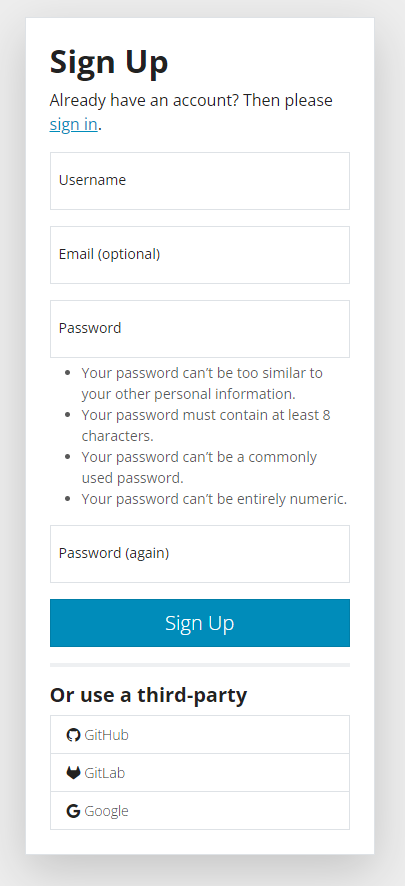 Sign Up
Already have an account? Then please
sign in.
Username
Email (optional)
Password
• Your password can’t be too similar to
your other personal information.
• Your password must contain at least 8
characters.
• Your password can’t be a commonly
used password.
• Your password can’t be entirely numeric.
Password (again)
Sign Up
Or use a third-party
GitHub
GitLab
Google